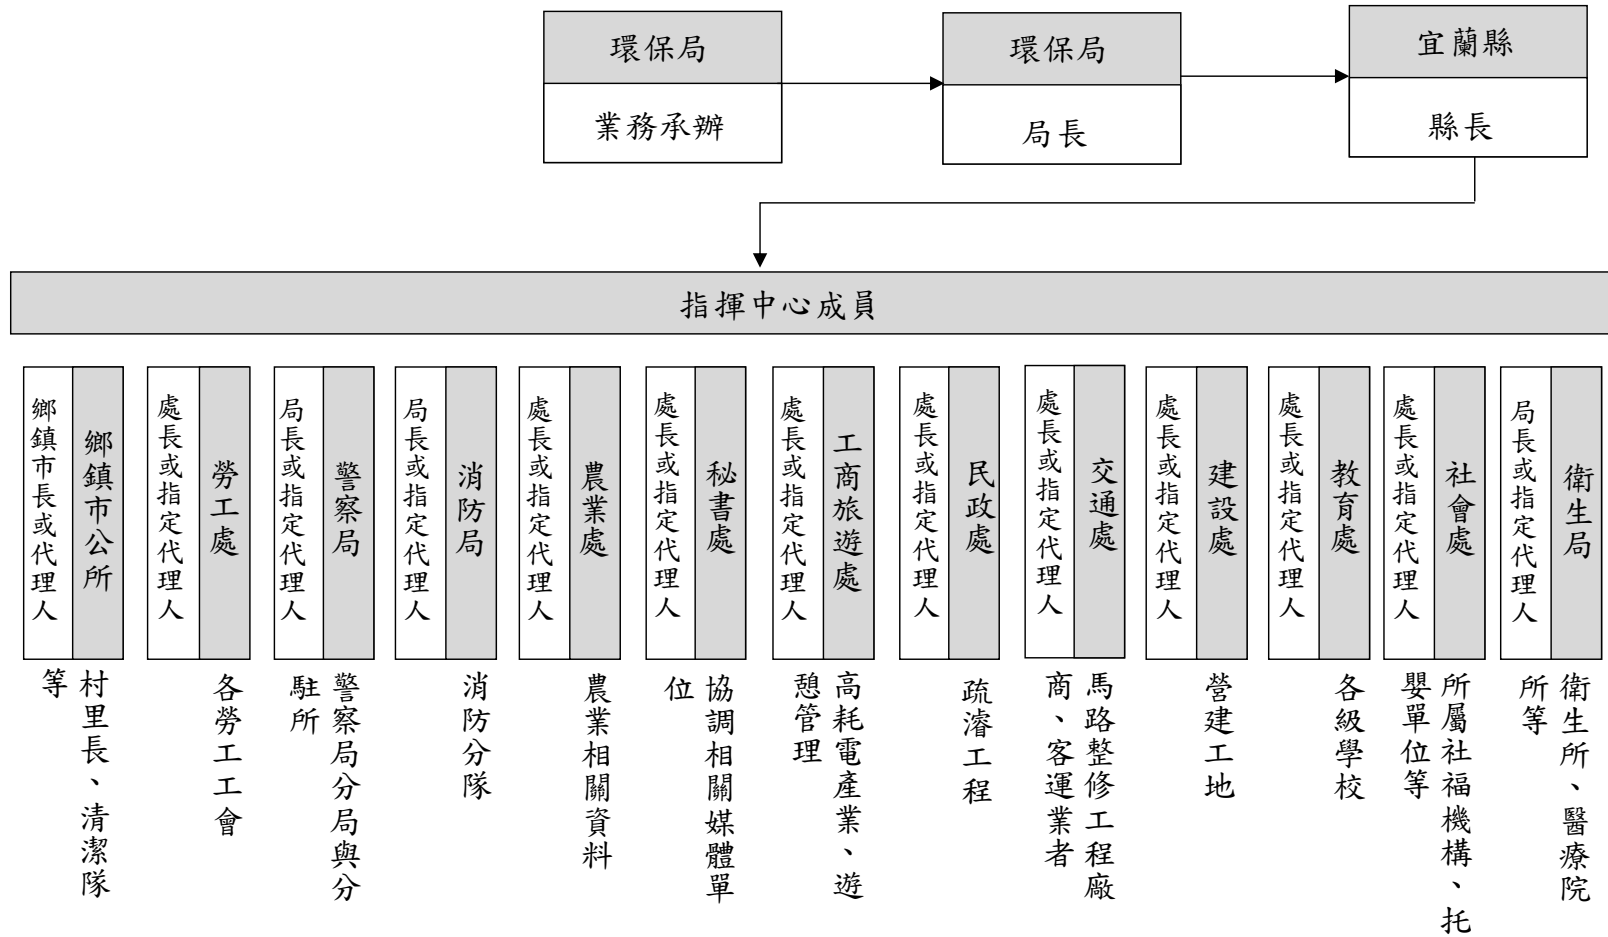 環保局
業務承辦
環保局
局長
宜蘭縣
縣長
指揮中心成員
衛生局
局長或指定代理人
衛生所、醫療院
所等
社會處
處長或指定代理人
所屬社福機構、托
嬰單位等
教育處
處長或指定代理人
各級學校
建設處
處長或指定代理人
營建工地
交通處
處長或指定代理人
馬路整修工程廠
商、客運業者
民政處
處長或指定代理人
疏濬工程
工商旅遊處
處長或指定代理人
高耗電產業、遊
憩管理
秘書處
處長或指定代理人
協調相關媒體單
位
農業處
處長或指定代理人
農業相關資料
消防局
局長或指定代理人
消防分隊
警察局
局長或指定代理人
警察局分局與分
駐所
勞工處
處長或指定代理人
各勞工工會
鄉鎮市公所
鄉鎮市長或代理人
村里長、清潔隊
等